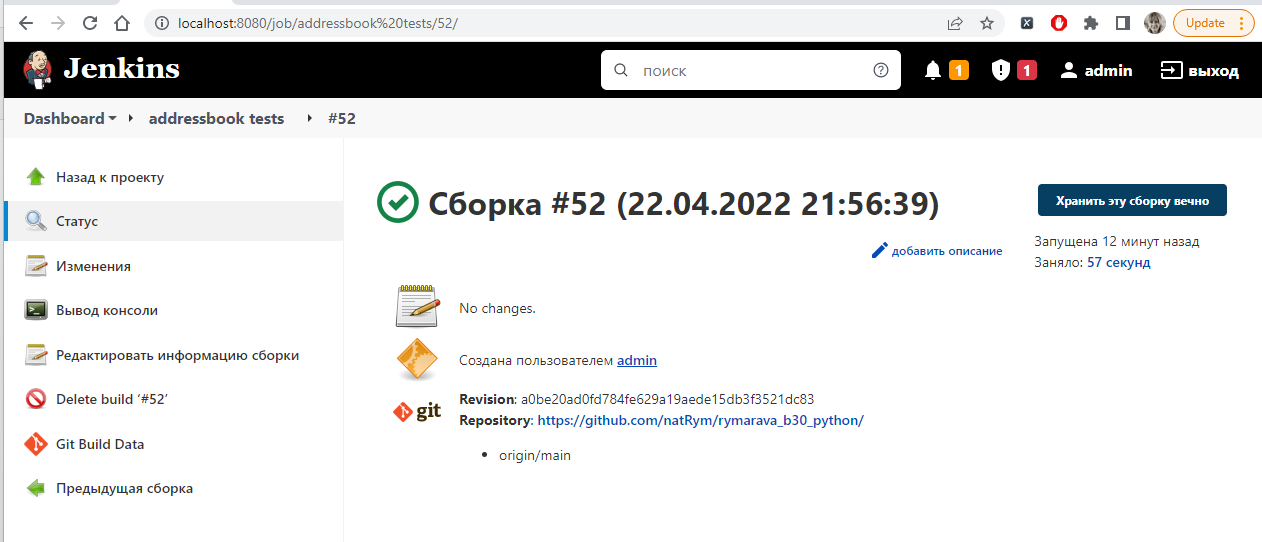 localhost:8080/job/addressbook%20tests/52/
Update
Jenkins
поиск
1
1
admin
выход
Dashboard
addressbook tests
#52
Назад к проекту
Статус
Изменения
Вывод консоли
Редактировать информацию сборки
Delete build ‘#52’
Git Build Data
Предыдущая сборка
Сборка #52 (22.04.2022 21:56:39)
Хранить эту сборку вечно
добавить описание
Запущена 12 минут назад
Заняло: 57 секунд
No changes.
Создана пользователем admin
git
Revision: a0be20ad0fd784fe629a19aede15db3f3521dc83
Repository: https://github.com/natRym/rymarava_b30_python/
origin/main